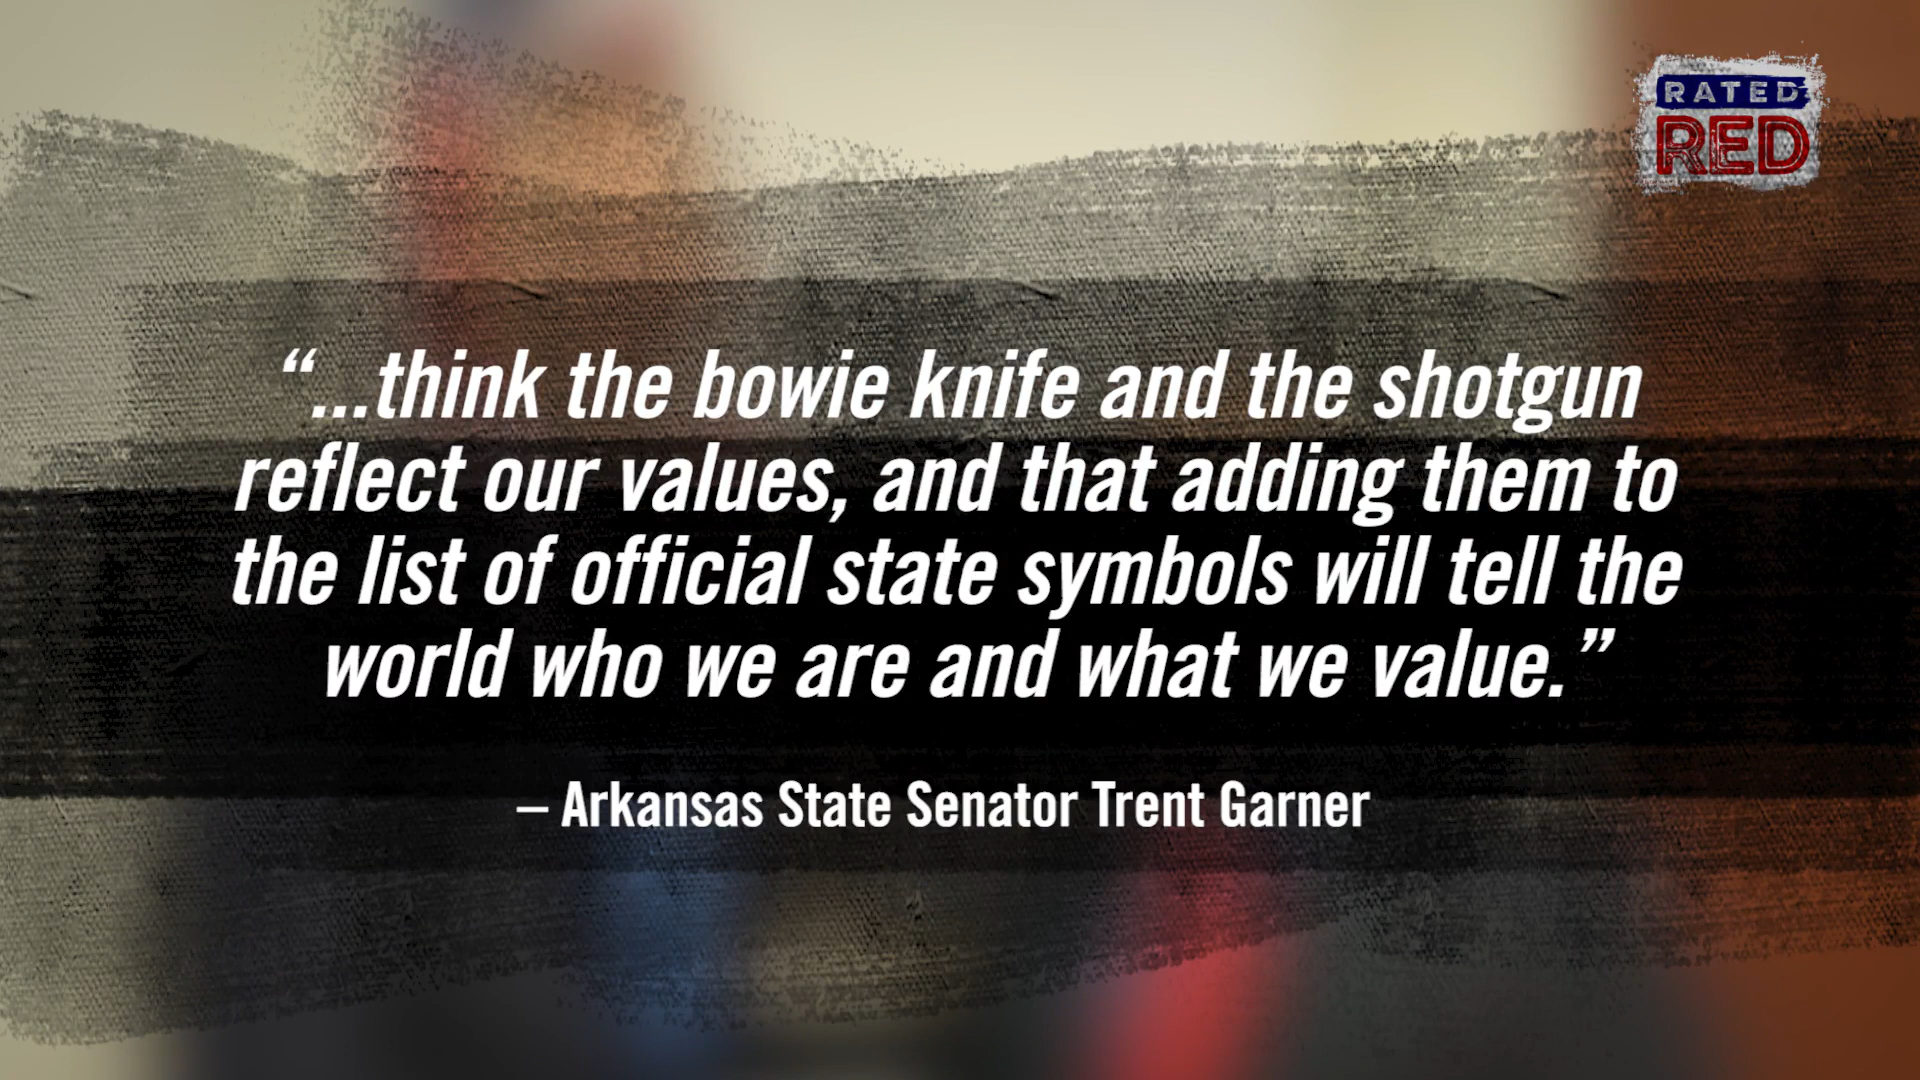 RATED
RED
“...think the bowie knife and the shotgun
reflect our values, and that adding them to
the list of official state symbols will tell the
world who we are and what we value.”
– Arkansas State Senator Trent Garner